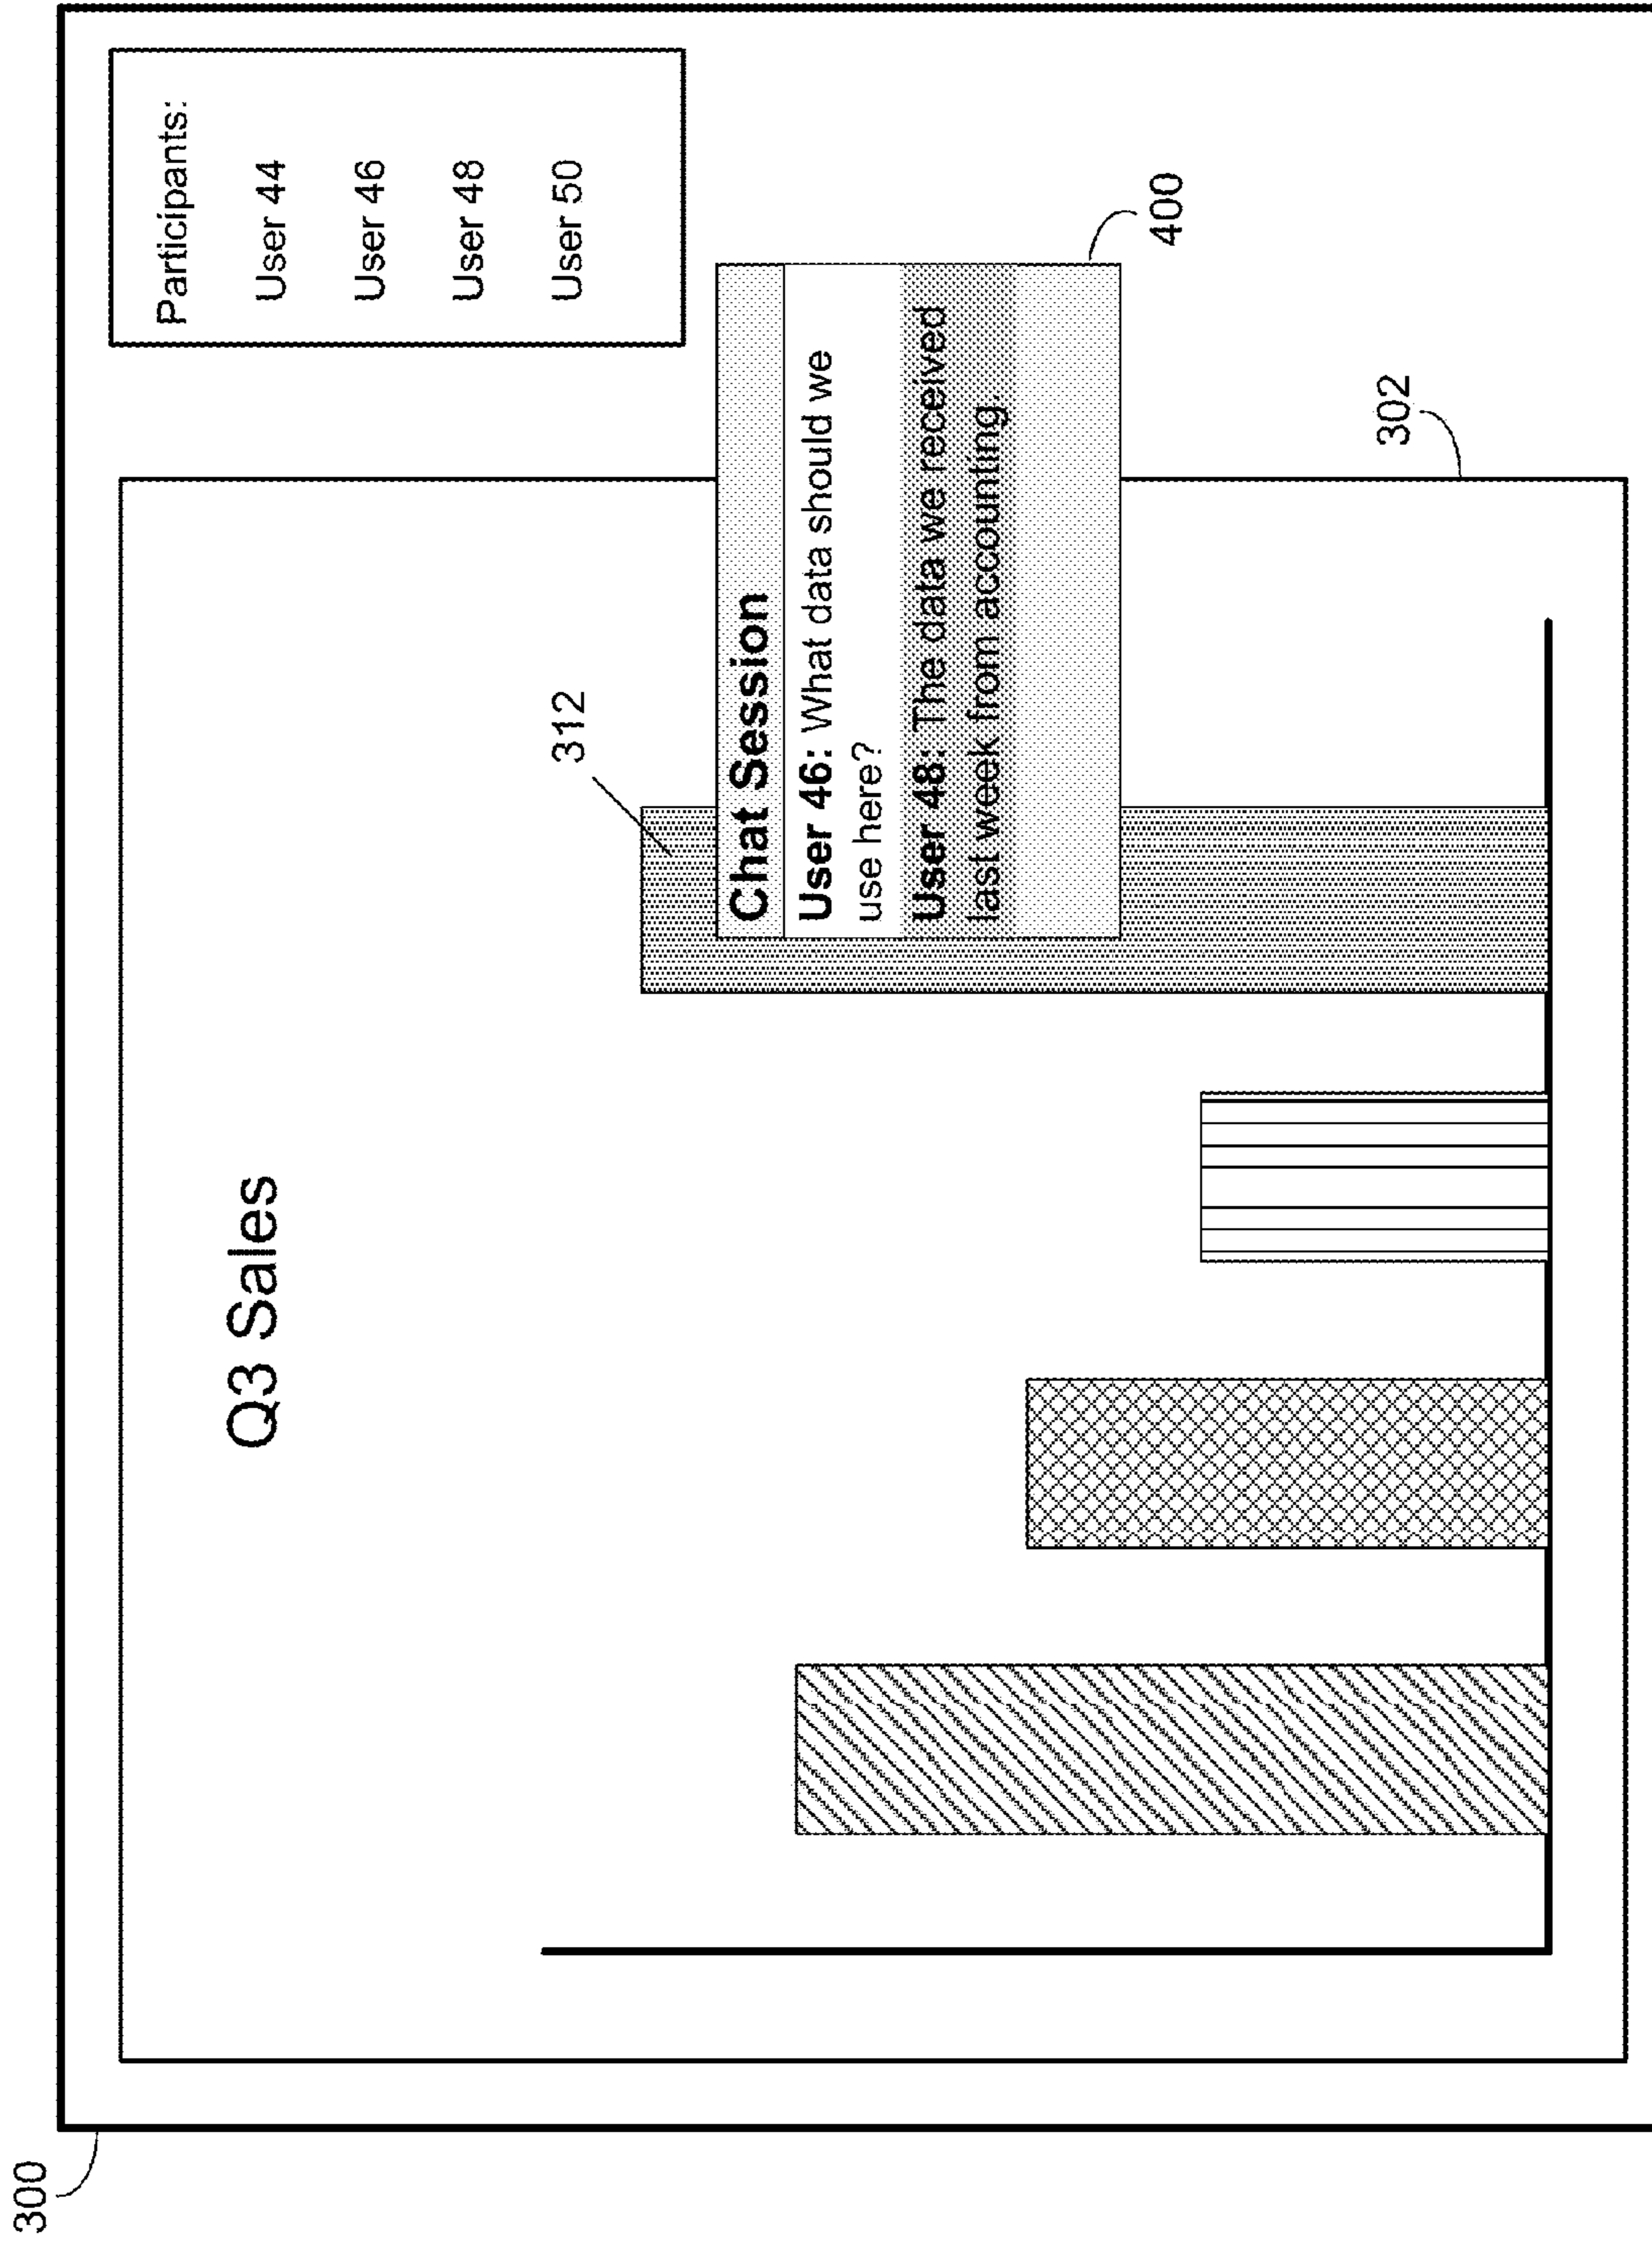 300
Q3 Sales
Participants:
User 44
User 46
User 48
User 50
312
Chat Session
User 46: What data should we
use here?
User 48: The data we received
last week from accounting.
400
302